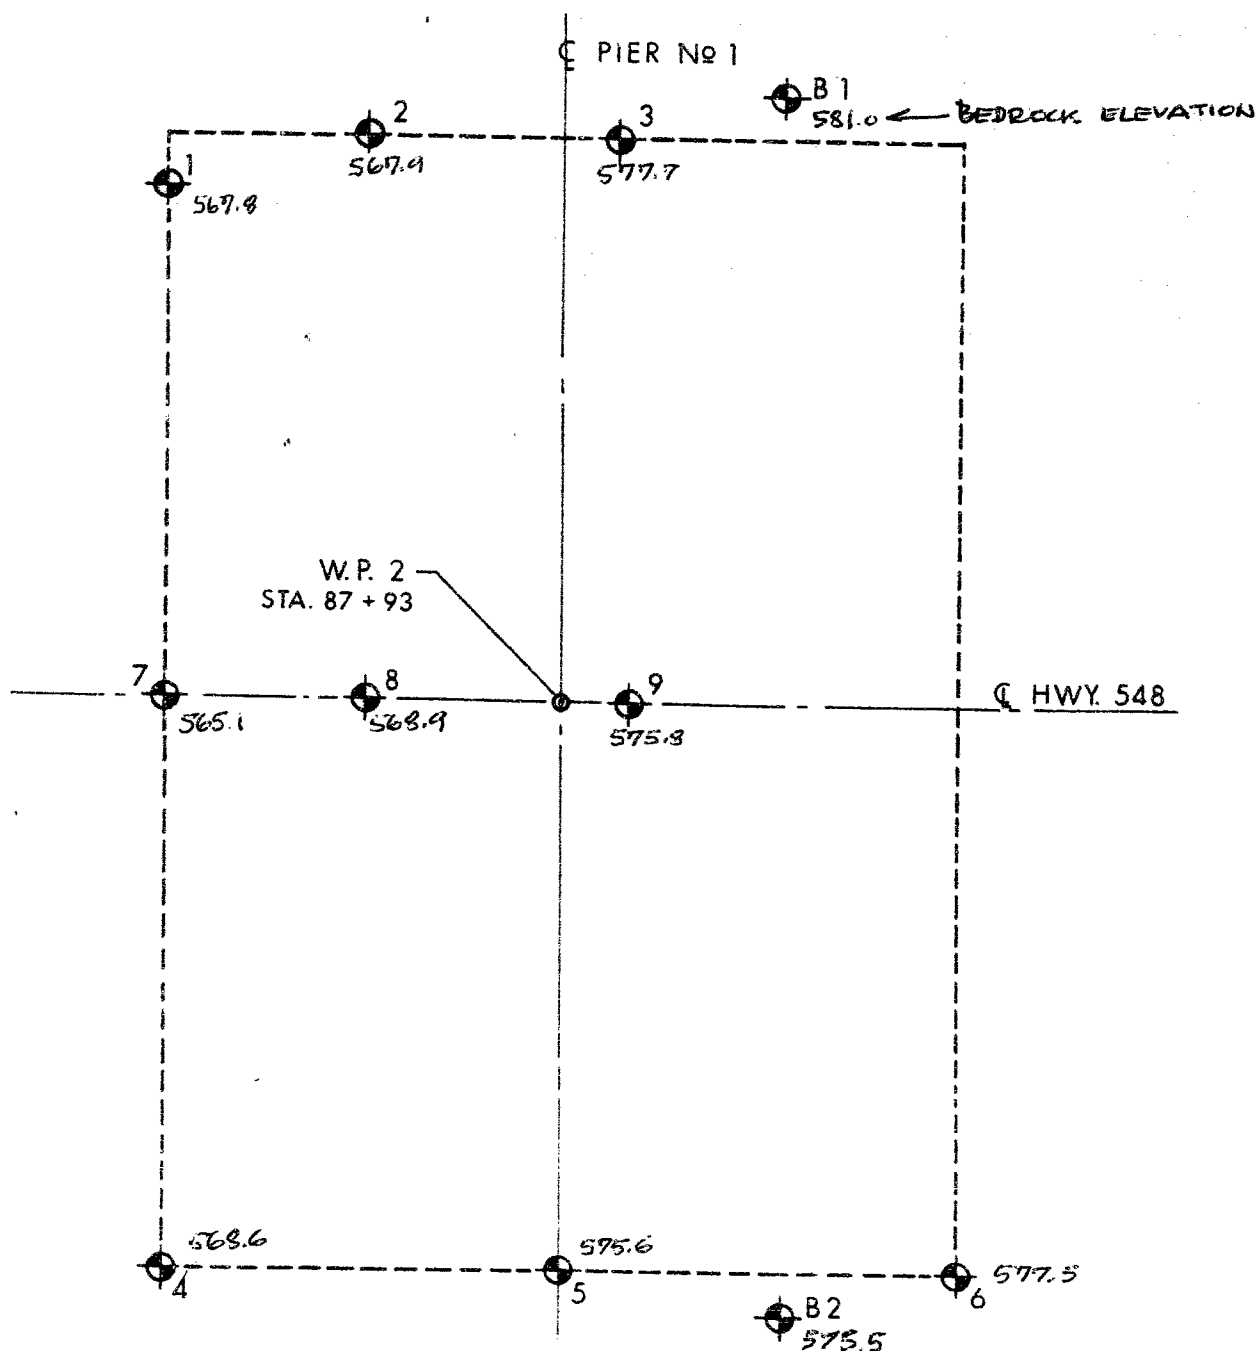 ℄ PIER No 1
B 1
581.0 ← BEDROCK ELEVATION
2
567.9
3
577.7
1
567.8
W.P. 2
STA. 87 + 93
7
565.1
8
568.9
9
575.8
℄ HWY. 548
568.6
4
575.6
5
577.5
6
B 2
575.5